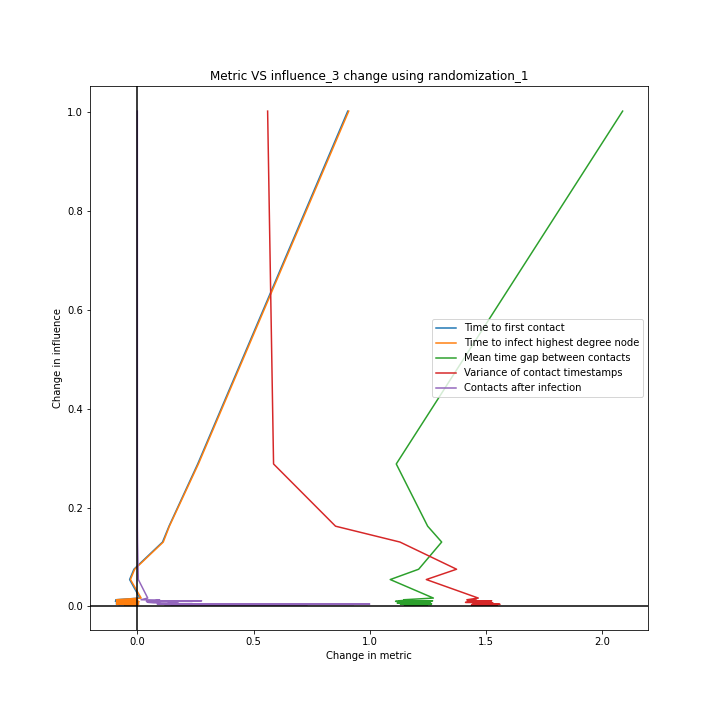 Metric VS influence_3 change using randomization_1
1.0
0.8
0.6
0.4
0.2
0.0
Change in influence
Time to first contact
Time to infect highest degree node
Mean time gap between contacts
Variance of contact timestamps
Contacts after infection
0.0 0.5 1.0 1.5 2.0
Change in metric